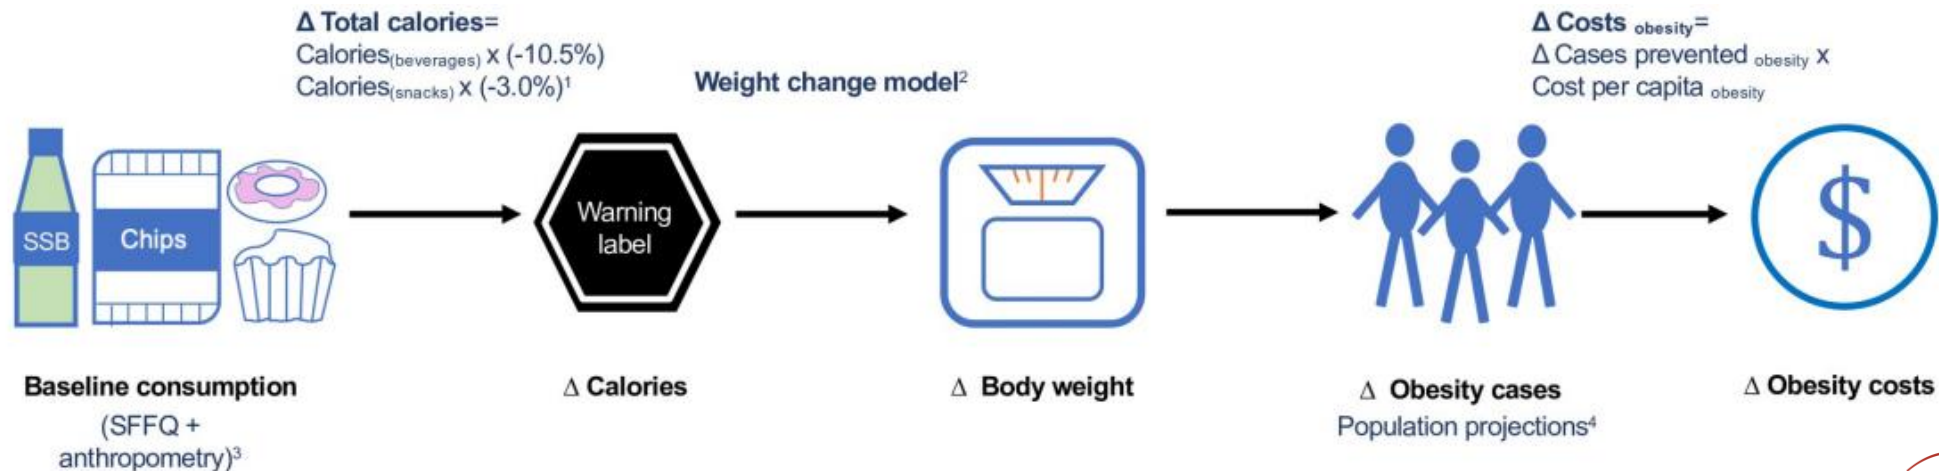 Δ Total calories=
Calories(beverages) x (-10.5%)
Calories(snacks) x (-3.0%)¹
Weight change model²
Δ Costs obesity=
Δ Cases prevented obesity x
Cost per capita obesity
SSB
Chips
Warning
label
$
Baseline consumption
(SFFQ +
anthropometry)³
Δ Calories
Δ Body weight
Δ Obesity cases
Population projections⁴
Δ Obesity costs